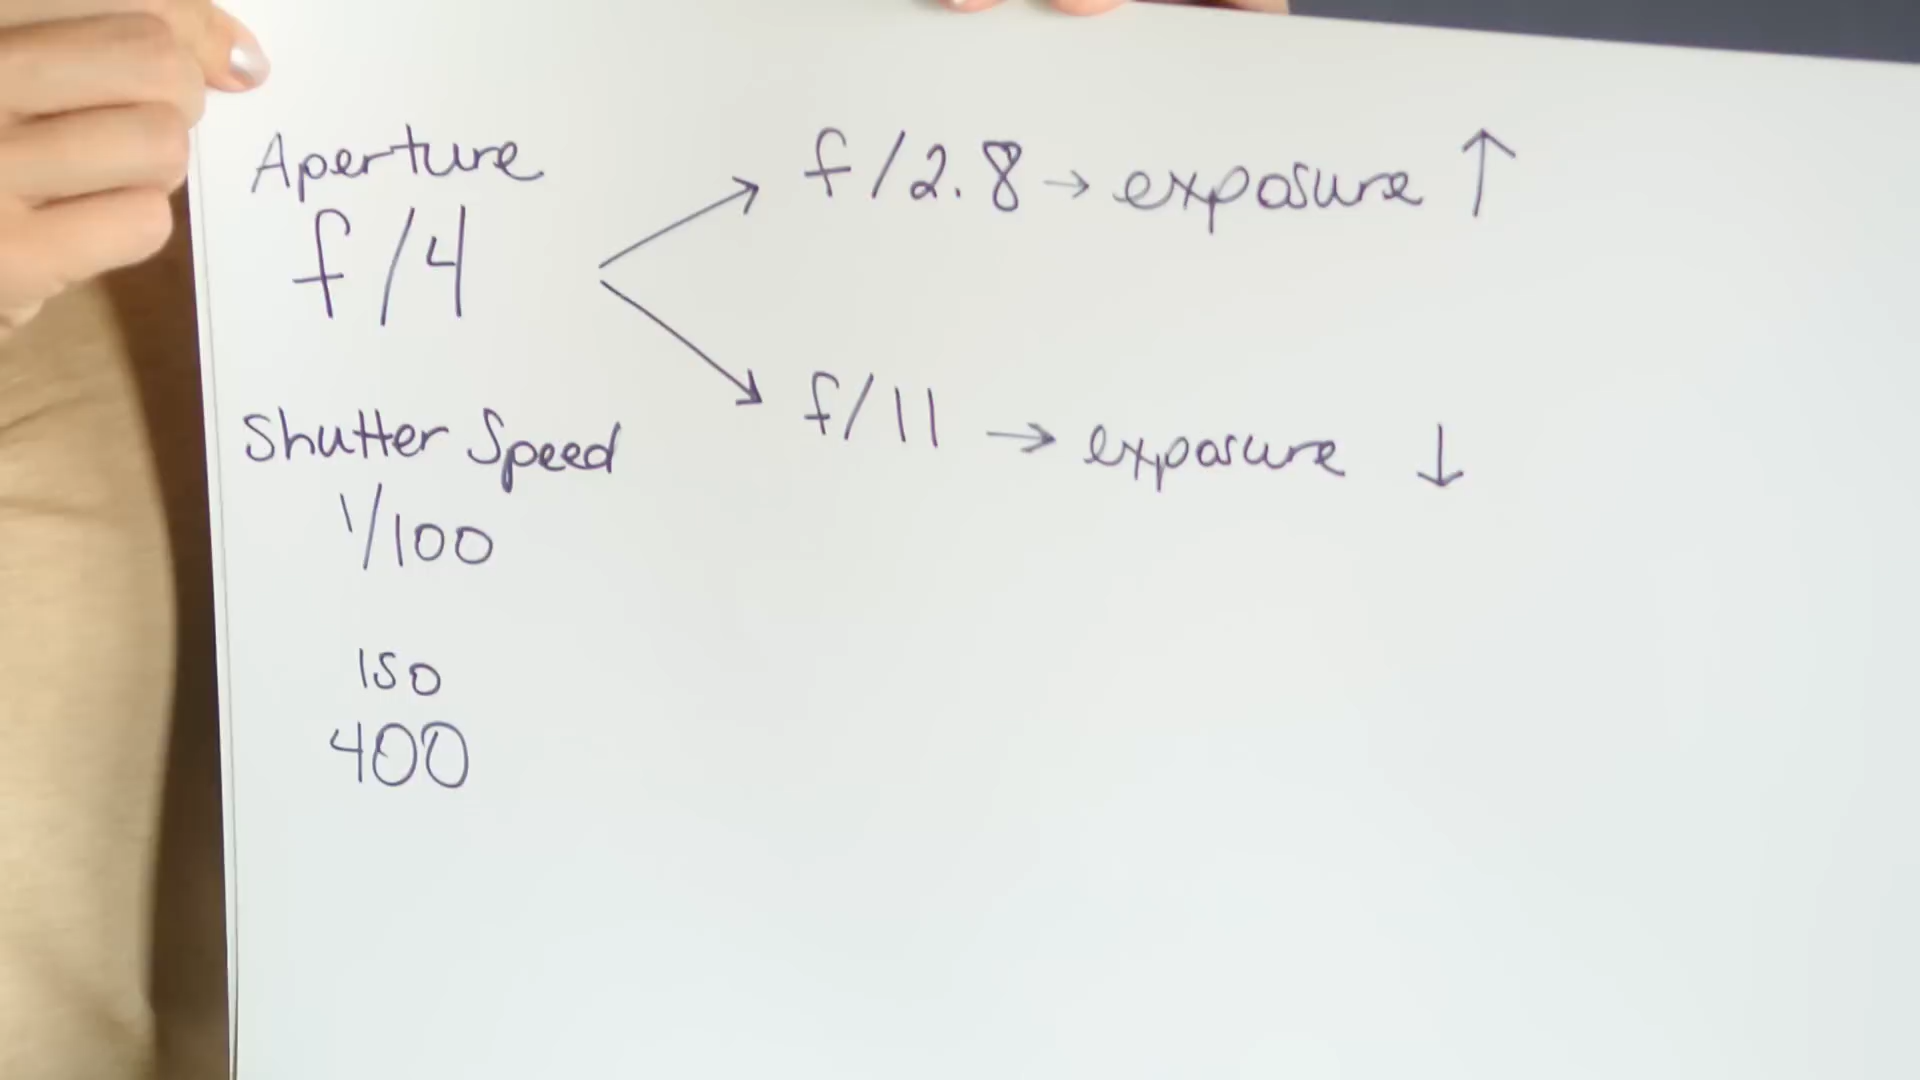 Aperture
f/4
f/2.8 → exposure ↑
f/11 → exposure ↓
Shutter Speed
1/100
ISO
400